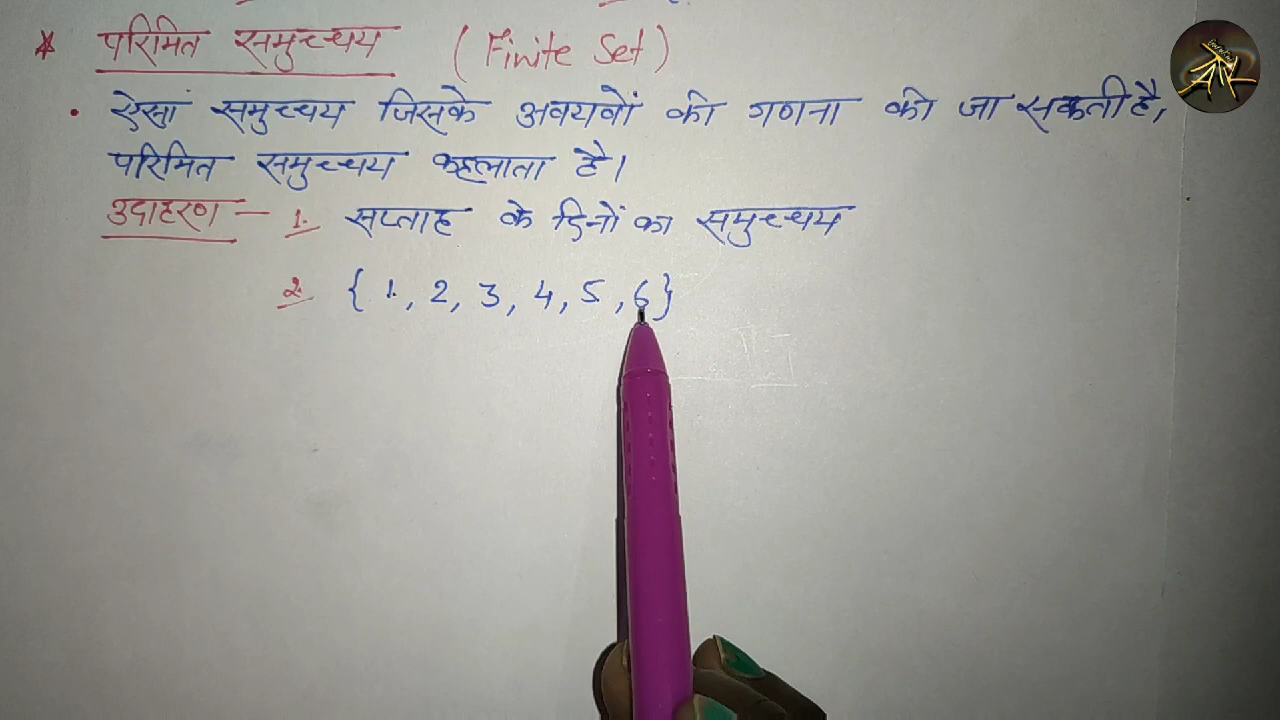 * परिमित समुच्चय (Finite Set)
• ऐसा समुच्चय जिसके अवयवों की गणना की जा सकती है,
परिमित समुच्चय कहलाता है।
उदाहरण — 1. सप्ताह के दिनों का समुच्चय
2. { 1, 2, 3, 4, 5, 6 }